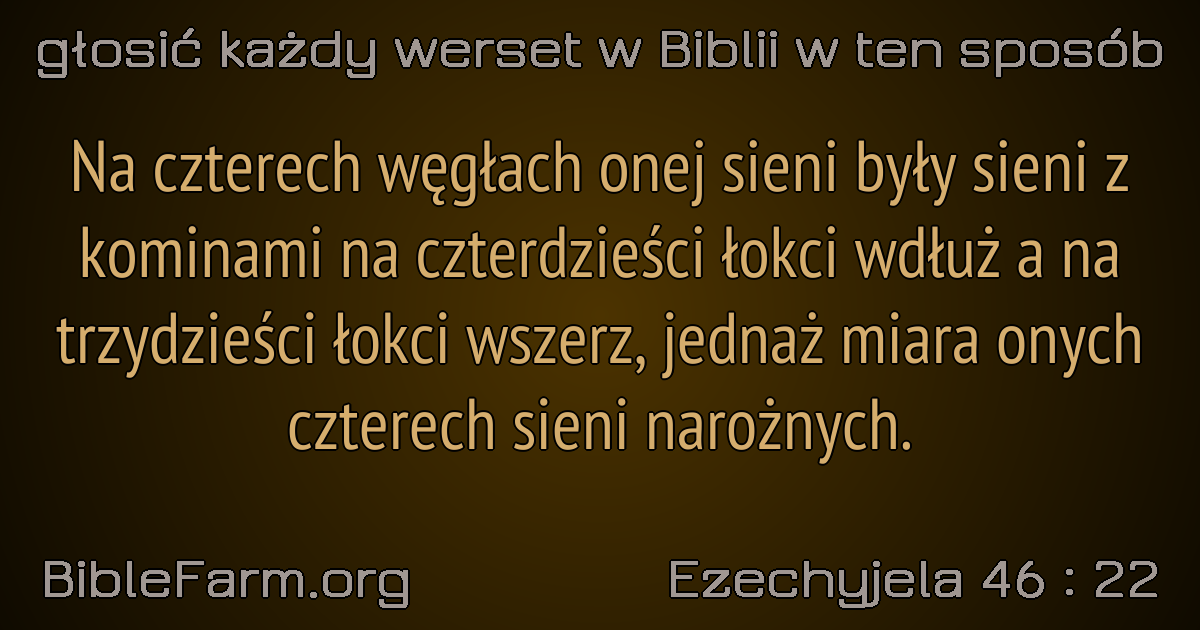 głosić każdy werset w Biblii w ten sposób
Na czterech węgłach onej sieni były sieni z
kominami na czterdzieści łokci wdłuż a na
trzydzieści łokci wszerz, jednaż miara onych
czterech sieni narożnych.
BibleFarm.org
Ezechyjela 46 : 22